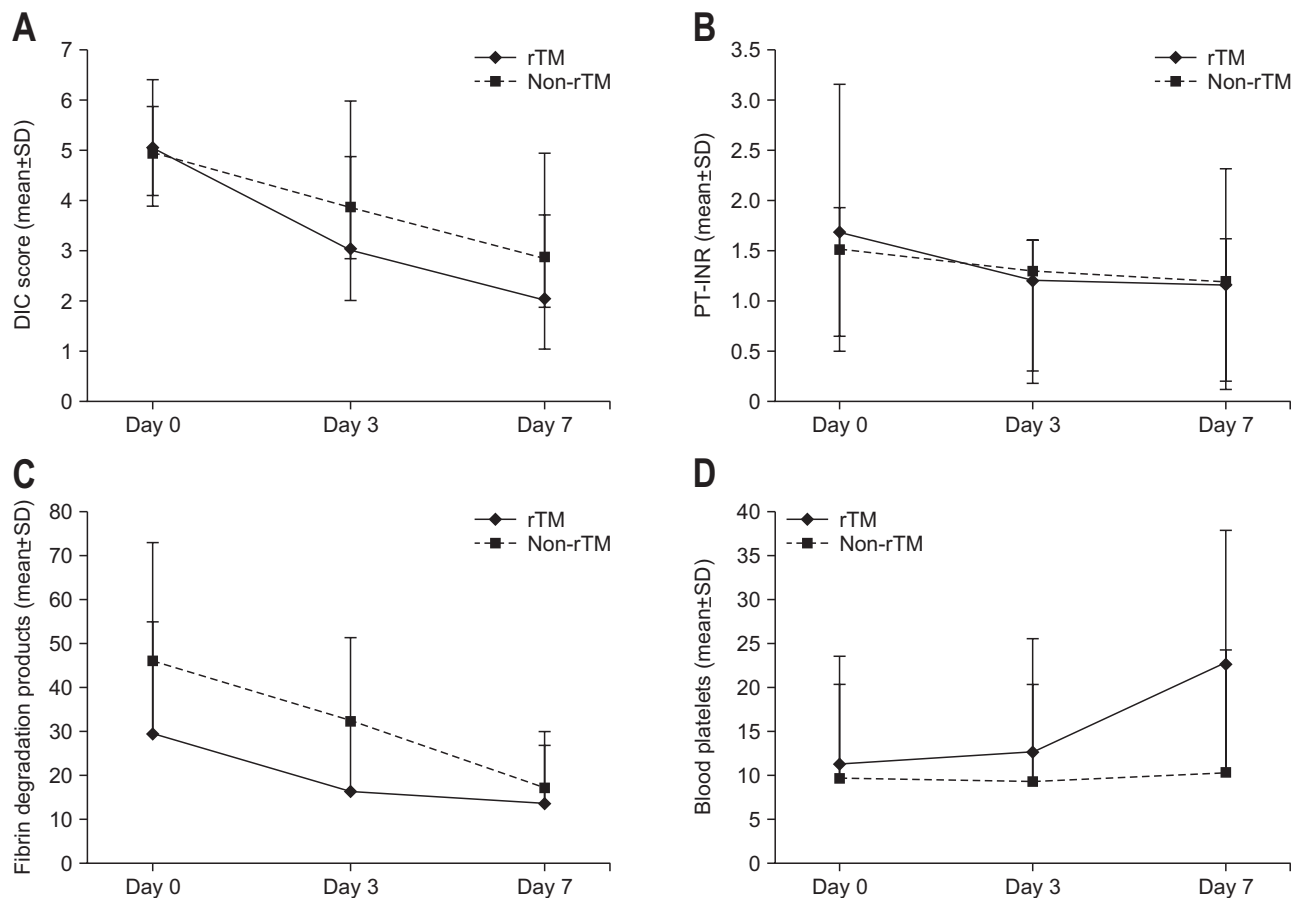 A
DIC score (mean±SD)
7
6
5
4
3
2
1
0
rTM
Non-rTM
Day 0 Day 3 Day 7
B
PT-INR (mean±SD)
3.5
3.0
2.5
2.0
1.5
1.0
0.5
0
rTM
Non-rTM
Day 0 Day 3 Day 7
C
Fibrin degradation products (mean±SD)
80
70
60
50
40
30
20
10
0
rTM
Non-rTM
Day 0 Day 3 Day 7
D
Blood platelets (mean±SD)
40
35
30
25
20
15
10
5
0
rTM
Non-rTM
Day 0 Day 3 Day 7